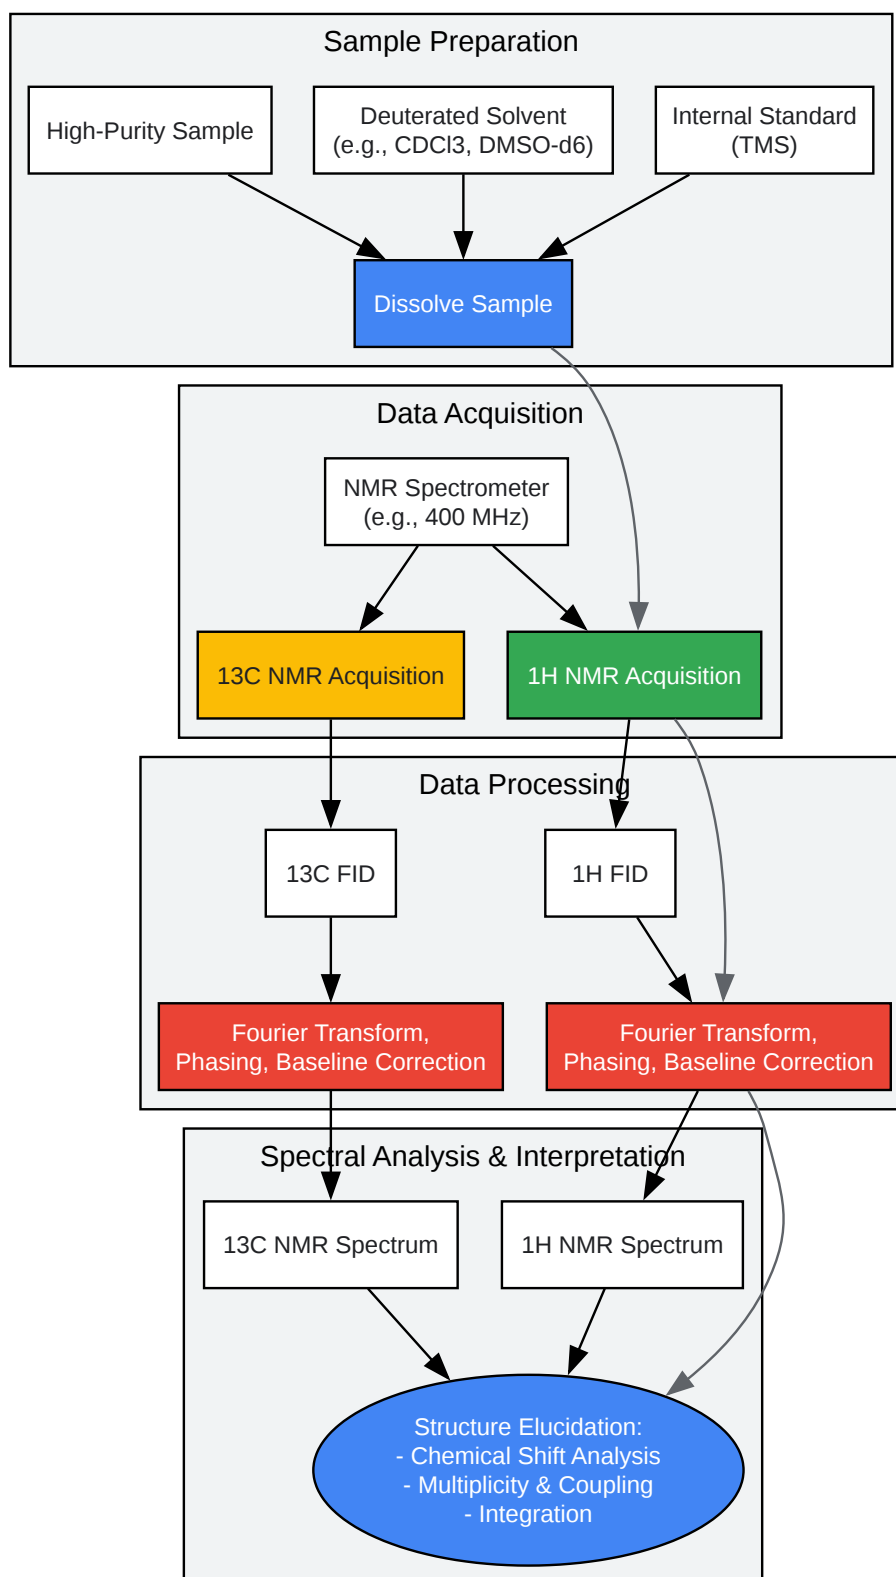 Sample Preparation
High-Purity Sample
Deuterated Solvent
(e.g., CDCl3, DMSO-d6)
Internal Standard
(TMS)
Dissolve Sample
Data Acquisition
NMR Spectrometer
(e.g., 400 MHz)
13C NMR Acquisition
1H NMR Acquisition
Data Processing
13C FID
1H FID
Fourier Transform,
Phasing, Baseline Correction
Fourier Transform,
Phasing, Baseline Correction
Spectral Analysis & Interpretation
13C NMR Spectrum
1H NMR Spectrum
Structure Elucidation:
- Chemical Shift Analysis
- Multiplicity & Coupling
- Integration